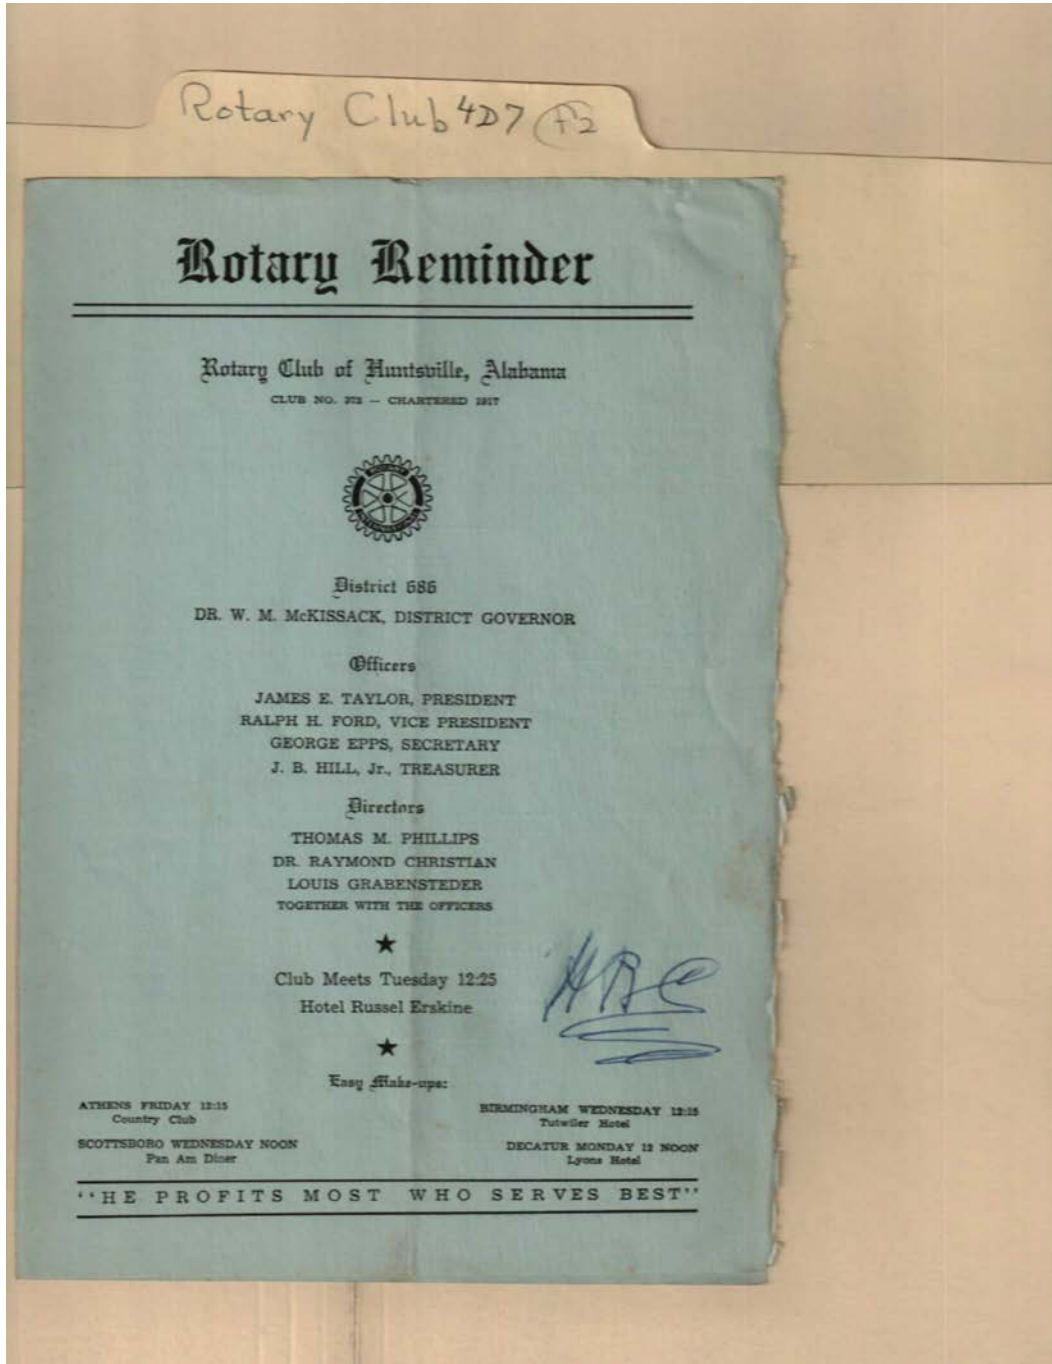 Rotary Club 4D7 f2
Rotary Reminder
Rotary Club of Huntsville, Alabama
CLUB NO. 272 — CHARTERED 1917
ROTARY
INTERNATIONAL
District 686
DR. W. M. McKISSACK, DISTRICT GOVERNOR
Officers
JAMES E. TAYLOR, PRESIDENT
RALPH H. FORD, VICE PRESIDENT
GEORGE EPPS, SECRETARY
J. B. HILL, Jr., TREASURER
Directors
THOMAS M. PHILLIPS
DR. RAYMOND CHRISTIAN
LOUIS GRABENSTEDER
TOGETHER WITH THE OFFICERS
★
Club Meets Tuesday 12:25
Hotel Russel Erskine
HBC
★
Easy Make-ups:
ATHENS FRIDAY 12:15
Country Club
BIRMINGHAM WEDNESDAY 12:15
Tutwiler Hotel
SCOTTSBORO WEDNESDAY NOON
Pan Am Diner
DECATUR MONDAY 12 NOON
Lyons Hotel
"HE PROFITS MOST WHO SERVES BEST"